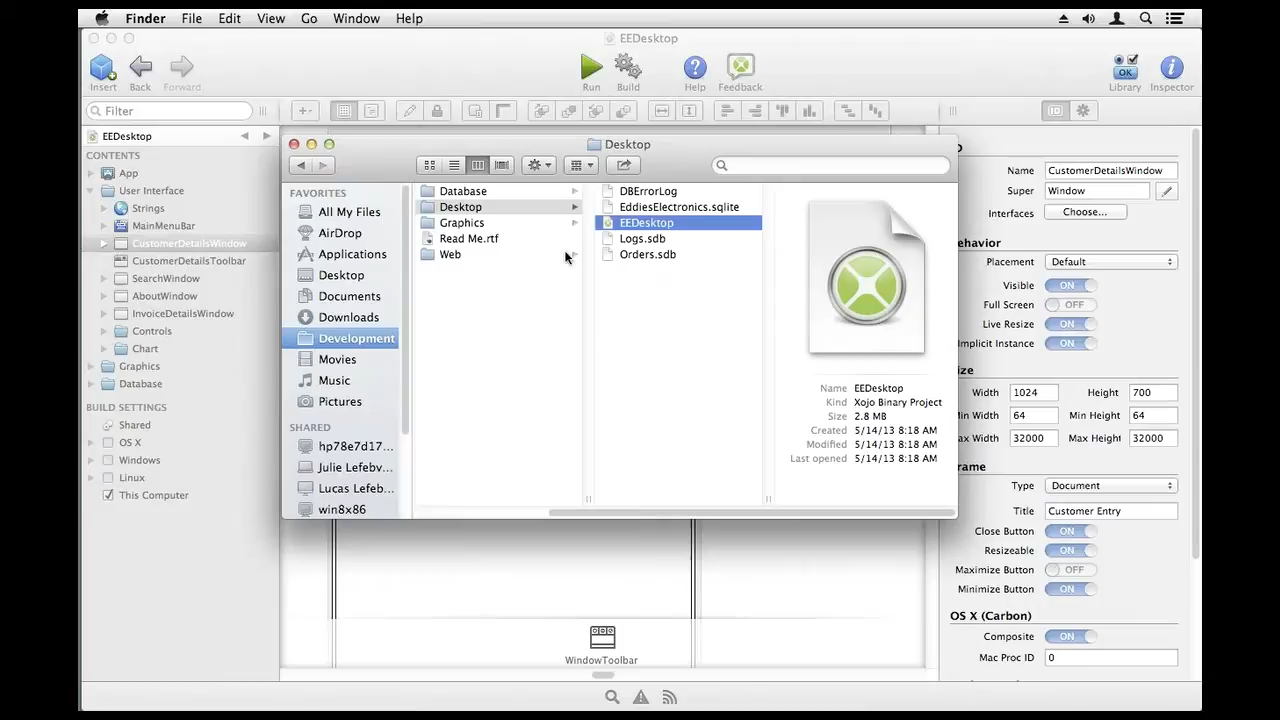 Finder File Edit View Go Window Help
EEDesktop
Insert Back Forward Run Build Help Feedback OK Library Inspector
Filter
EEDesktop
CONTENTS
App
User Interface
Strings
MainMenuBar
CustomerDetailsWindow
CustomerDetailsToolbar
SearchWindow
AboutWindow
InvoiceDetailsWindow
Controls
Chart
Graphics
Database
BUILD SETTINGS
Shared
OS X
Windows
Linux
This Computer
Desktop
FAVORITES
All My Files
AirDrop
Applications
Desktop
Documents
Downloads
Development
Movies
Music
Pictures
SHARED
hp78e7d17...
Julie Lefebv...
Lucas Lefeb...
win8x86
Database
Desktop
Graphics
Read Me.rtf
Web
DBErrorLog
EddiesElectronics.sqlite
EEDesktop
Logs.sdb
Orders.sdb
Name EEDesktop
Kind Xojo Binary Project
Size 2.8 MB
Created 5/14/13 8:18 AM
Modified 5/14/13 8:18 AM
Last opened 5/14/13 8:18 AM
WindowToolbar
Name CustomerDetailsWindow
Super Window
Interfaces Choose...
ehavior
Placement Default
Visible ON
Full Screen OFF
Live Resize ON
Implicit Instance ON
ize
Width 1024 Height 700
Min Width 64 Min Height 64
ax Width 32000 Max Height 32000
rame
Type Document
Title Customer Entry
Close Button ON
Resizeable ON
Maximize Button OFF
Minimize Button ON
OS X (Carbon)
Composite ON
Mac Proc ID 0